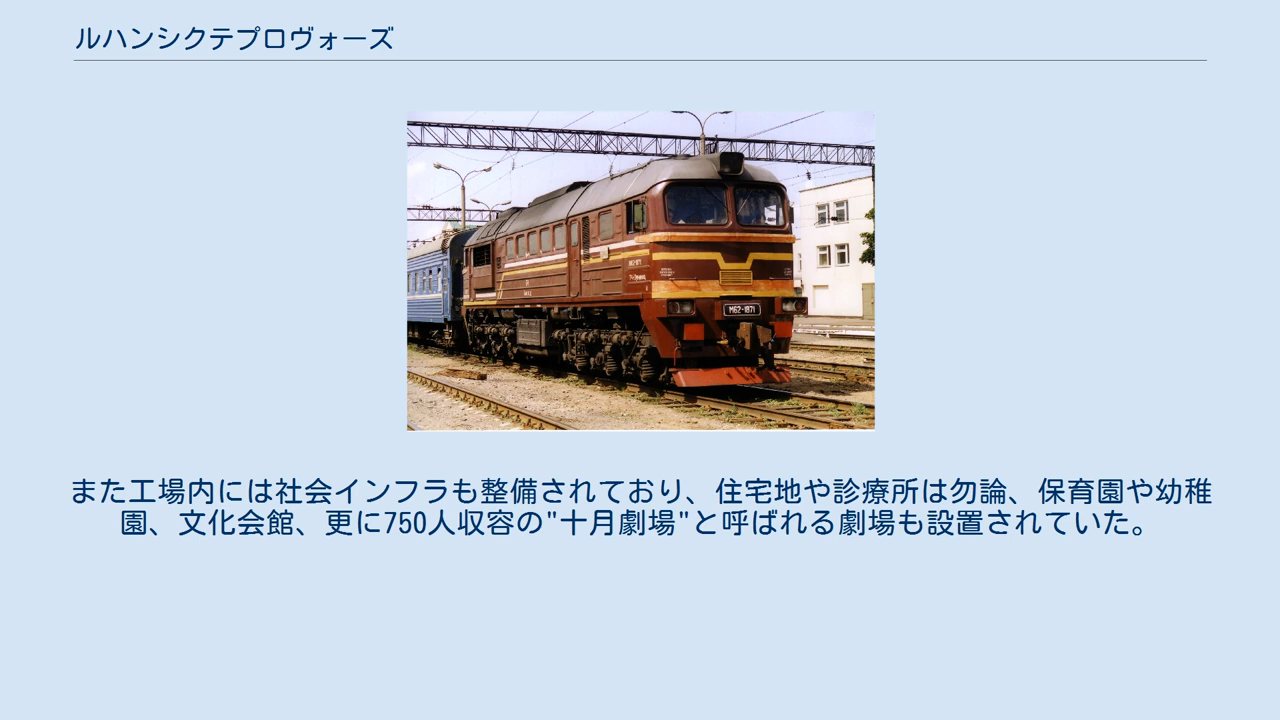 ルハンシクテプロヴォーズ
М62-1871
また工場内には社会インフラも整備されており、住宅地や診療所は勿論、保育園や幼稚
園、文化会館、更に750人収容の"十月劇場"と呼ばれる劇場も設置されていた。